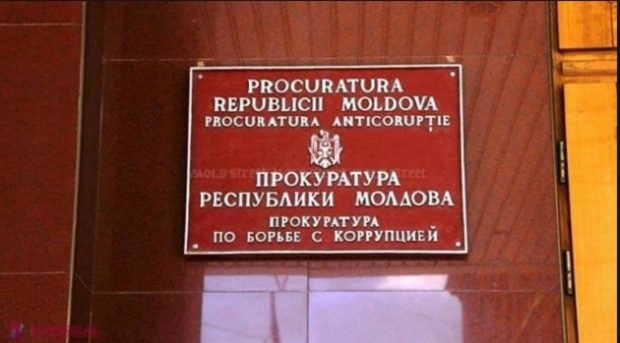 PROCURATURA
REPUBLICII MOLDOVA
PROCURATURA ANTICORUPȚIE
ПРОКУРАТУРА
РЕСПУБЛИКИ МОЛДОВА
ПРОКУРАТУРА
ПО БОРЬБЕ С КОРРУПЦИЕЙ